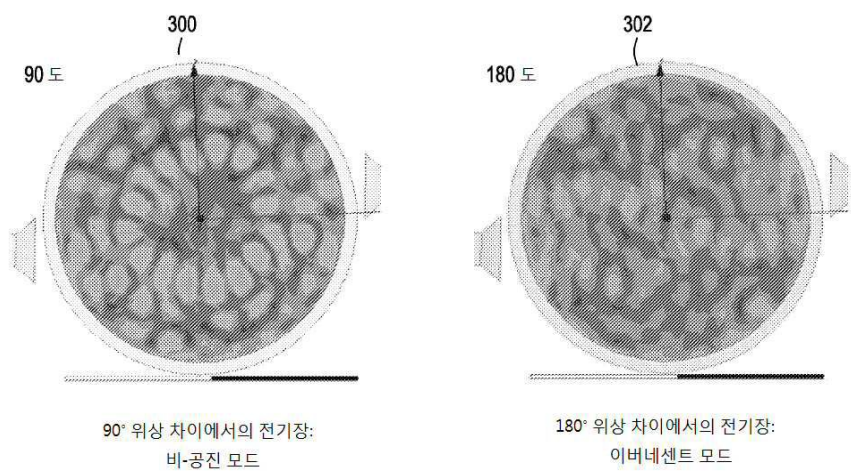 300
302
90 도
180 도
90° 위상 차이에서의 전기장:
비-공진 모드
180° 위상 차이에서의 전기장:
이버네센트 모드